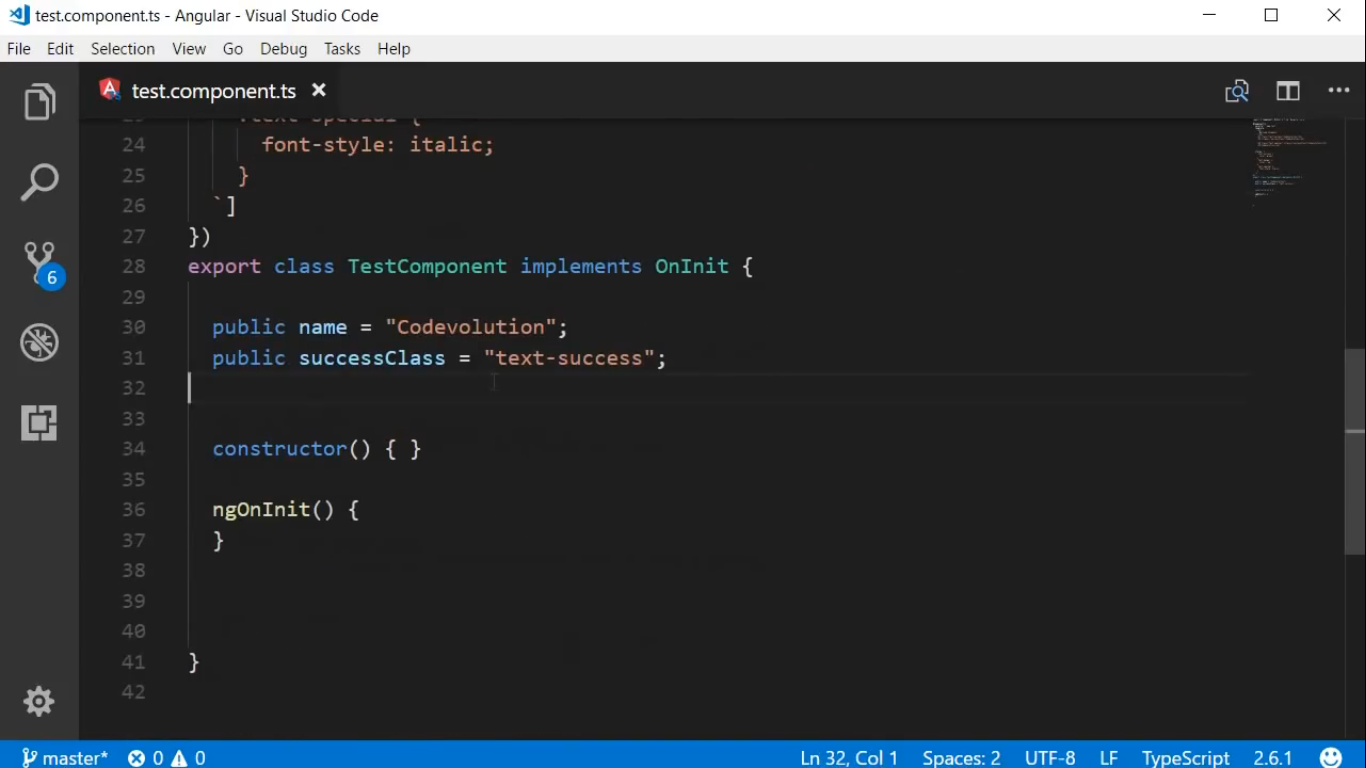 test.component.ts - Angular - Visual Studio Code
File Edit Selection View Go Debug Tasks Help
test.component.ts
24 font-style: italic;
25 }
26 `]
27 })
28 export class TestComponent implements OnInit {
29
30 public name = "Codevolution";
31 public successClass = "text-success";
32
33
34 constructor() { }
35
36 ngOnInit() {
37 }
38
39
40
41 }
42
6
master* 0 0 Ln 32, Col 1 Spaces: 2 UTF-8 LF TypeScript 2.6.1